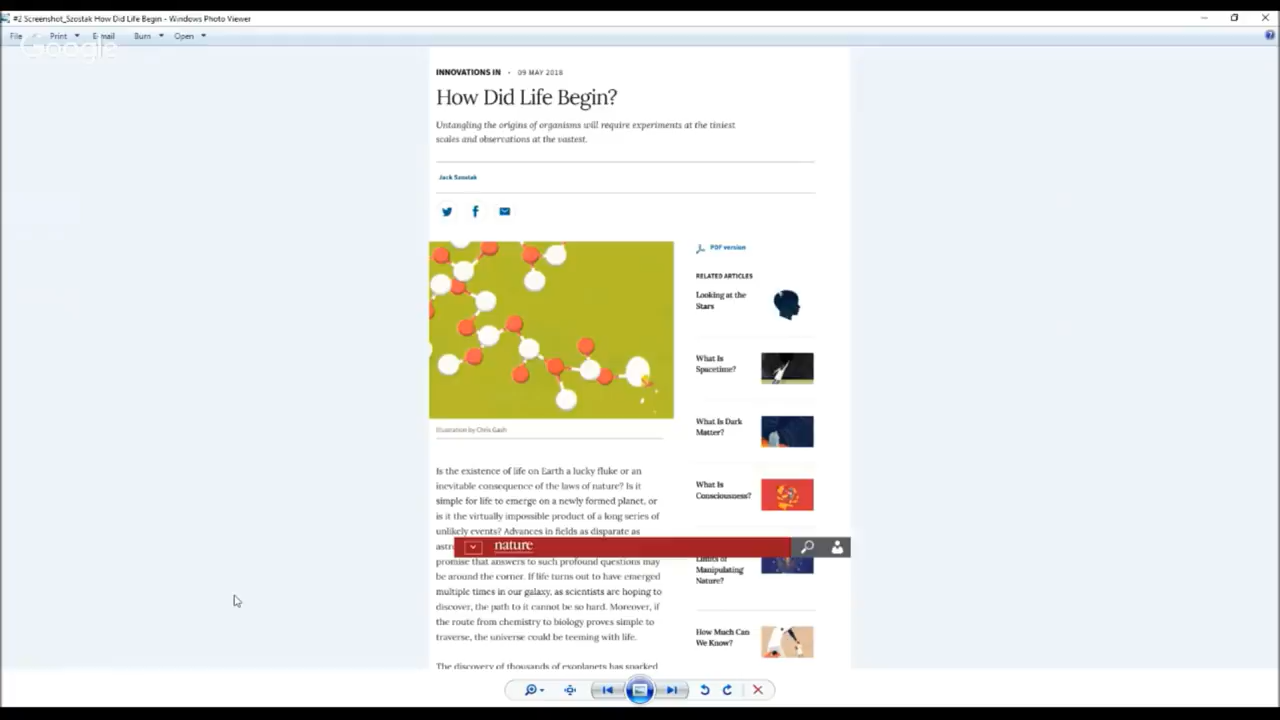 #2 Screenshot_Szostak How Did Life Begin - Windows Photo Viewer
File Print E-mail Burn Open
Google
INNOVATIONS IN · 09 MAY 2018
How Did Life Begin?
Untangling the origins of organisms will require experiments at the tiniest
scales and observations at the vastest.
Jack Szostak
PDF version
RELATED ARTICLES
Looking at the
Stars
What Is
Spacetime?
What Is Dark
Matter?
What Is
Consciousness?
Limits of
Manipulating
Nature?
How Much Can
We Know?
Illustration by Chris Gash
Is the existence of life on Earth a lucky fluke or an
inevitable consequence of the laws of nature? Is it
simple for life to emerge on a newly formed planet, or
is it the virtually impossible product of a long series of
unlikely events? Advances in fields as disparate as
nature
promise that answers to such profound questions may
be around the corner. If life turns out to have emerged
multiple times in our galaxy, as scientists are hoping to
discover, the path to it cannot be so hard. Moreover, if
the route from chemistry to biology proves simple to
traverse, the universe could be teeming with life.
The discovery of thousands of exoplanets has sparked